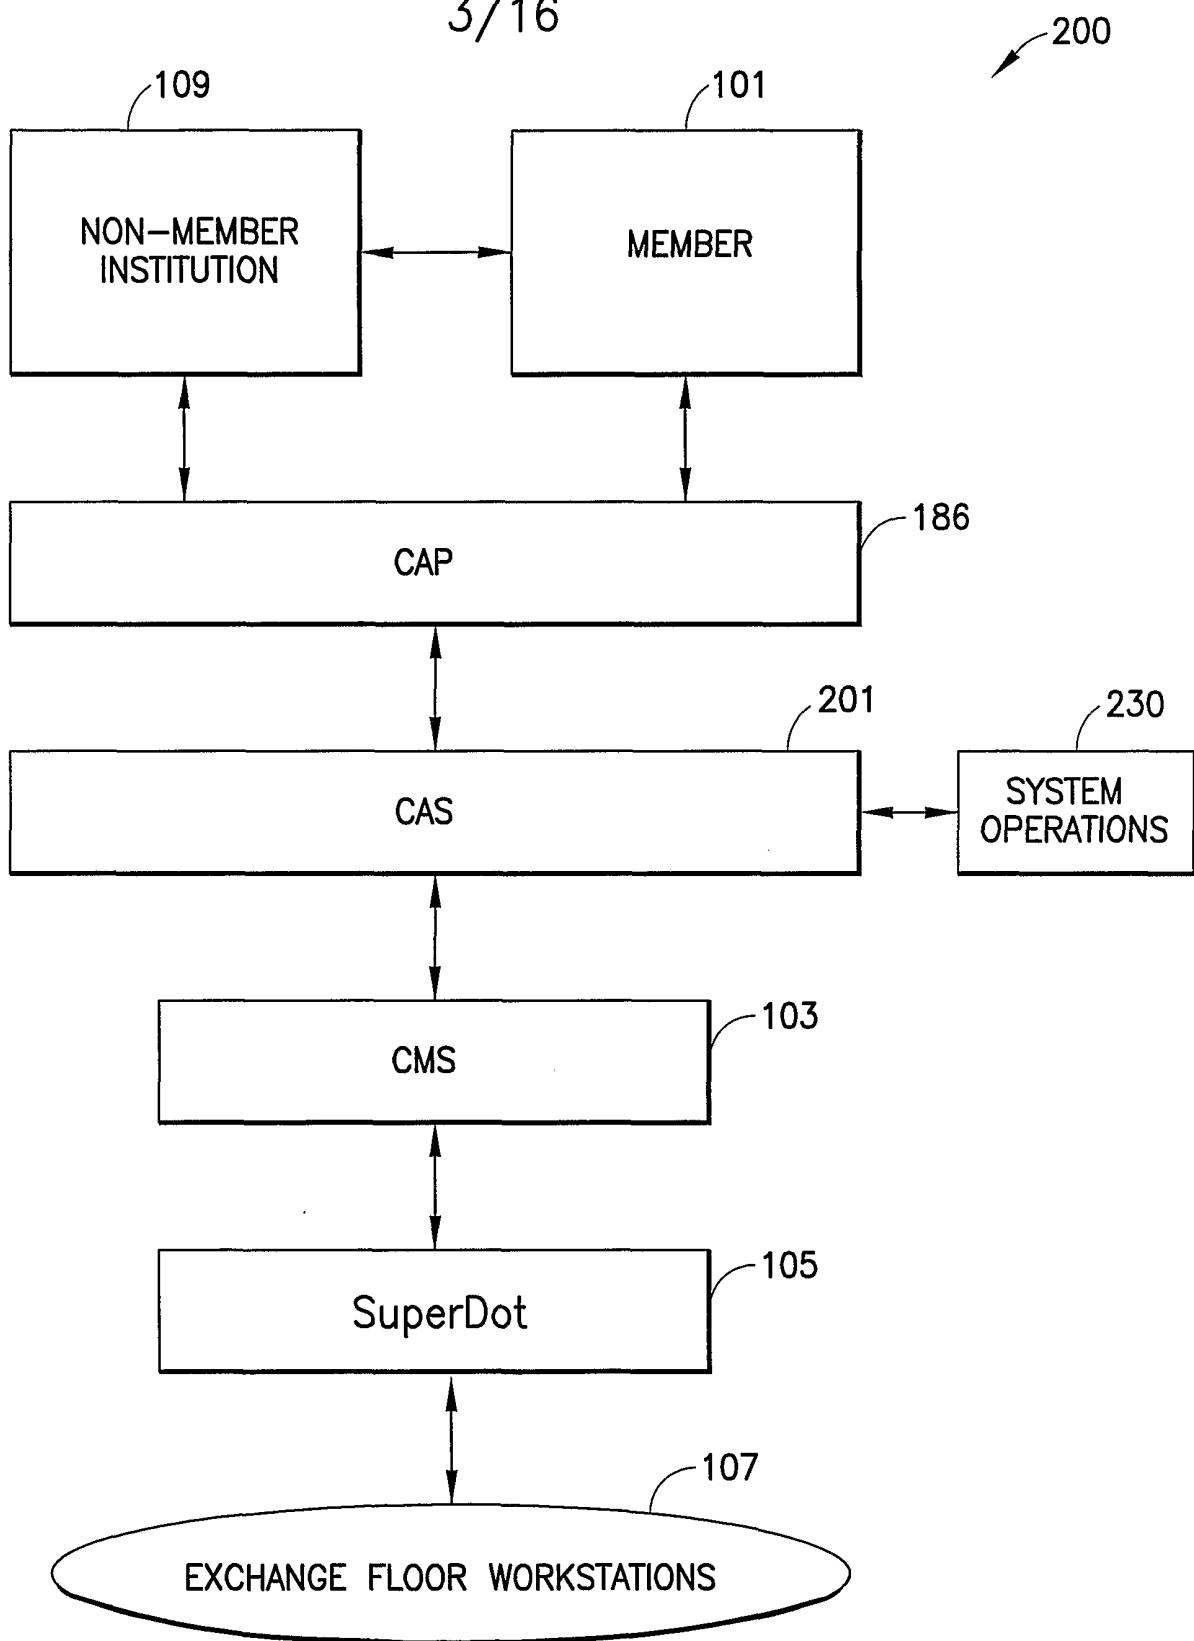 3/16
200
109
101
NON-MEMBER
INSTITUTION
MEMBER
186
CAP
201
230
CAS
SYSTEM
OPERATIONS
103
CMS
105
SuperDot
107
EXCHANGE FLOOR WORKSTATIONS